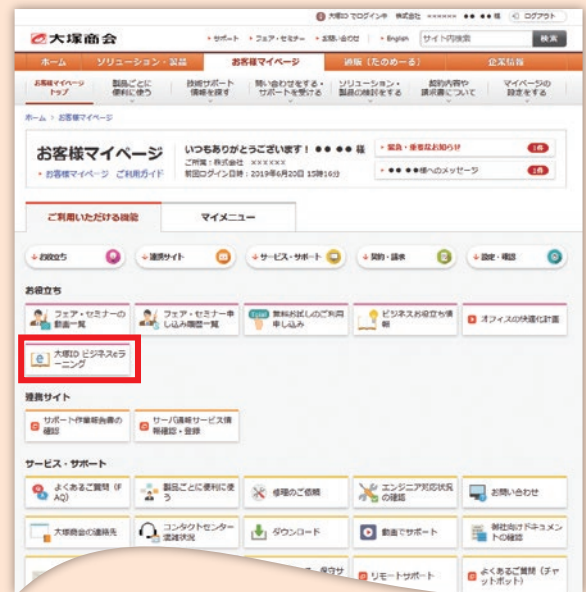 大塚IDでログイン中 株式会社 ×××××× ●● ●● 様 ログアウト
大塚商会
サポート フェア・セミナー お問い合わせ English サイト内検索 検索
ホーム ソリューション・製品 お客様マイページ 通販（たのめーる） 企業情報
お客様マイページ トップ
製品ごとに 便利に使う
技術サポート 情報を探す
問い合わせをする・ サポートを受ける
ソリューション・ 製品の検討をする
契約内容や 請求書について
マイページの 設定をする
ホーム > お客様マイページ
お客様マイページ
・お客様マイページ ご利用ガイド
いつもありがとうございます！ ●● ●● 様
ご所属：株式会社 ××××××
前回ログイン日時：2019年6月20日 15時16分
・緊急・重要なお知らせ 1件
・●● ●●様へのメッセージ 1件
ご利用いただける機能 マイメニュー
お役立ち 連携サイト サービス・サポート 契約・請求 設定・確認
お役立ち
フェア・セミナーの
動画一覧
フェア・セミナー申
し込み履歴一覧
無料お試しのご利用
申し込み
ビジネスお役立ち情
報
オフィスの快適化計画
大塚ID ビジネスeラ
ーニング
連携サイト
サポート作業報告書の
確認
サーバ通報サービス情
報確認・登録
サービス・サポート
よくあるご質問（F
AQ）
製品ごとに便利に使
う
修理のご依頼
エンジニア対応状況
の確認
お問い合わせ
大塚商会の連絡先
コンタクトセンター
混雑状況
ダウンロード
動画でサポート
御社向けドキュメン
トの確認
保守サ
リモートサポート
よくあるご質問（チャ
ットボット）